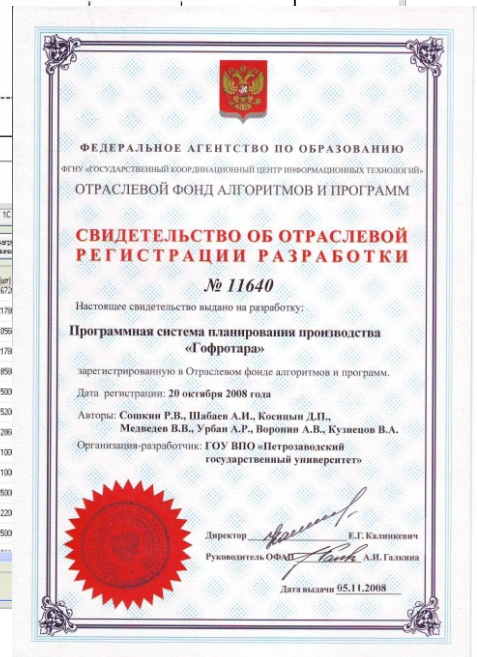 ФЕДЕРАЛЬНОЕ АГЕНТСТВО ПО ОБРАЗОВАНИЮ
ФГНУ «ГОСУДАРСТВЕННЫЙ КООРДИНАЦИОННЫЙ ЦЕНТР ИНФОРМАЦИОННЫХ ТЕХНОЛОГИЙ»
ОТРАСЛЕВОЙ ФОНД АЛГОРИТМОВ И ПРОГРАММ
СВИДЕТЕЛЬСТВО ОБ ОТРАСЛЕВОЙ
РЕГИСТРАЦИИ РАЗРАБОТКИ
№ 11640
Настоящее свидетельство выдано на разработку:
Программная система планирования производства
«Гофротара»
зарегистрированную в Отраслевом фонде алгоритмов и программ.
Дата регистрации: 20 октября 2008 года
Авторы: Сошкин Р.В., Шабаев А.И., Косицын Д.П.,
Медведев В.В., Урбан А.Р., Воронин А.В., Кузнецов В.А.
Организация-разработчик: ГОУ ВПО «Петрозаводский
государственный университет»
Директор Е.Г. Калинкевич
Руководитель ОФАП А.И. Галкина
Дата выдачи 05.11.2008